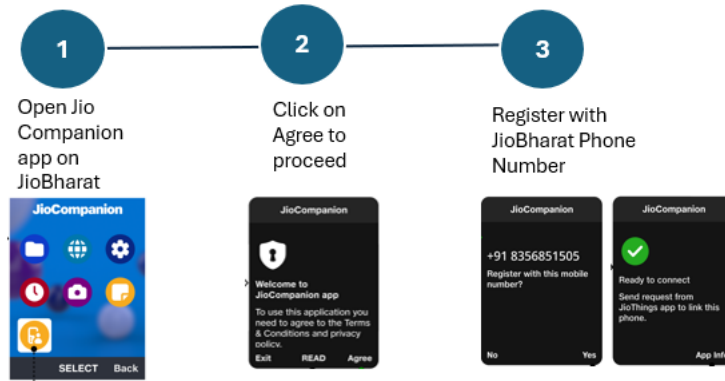 1
2
3
Open Jio
Companion
app on
JioBharat
Click on
Agree to
proceed
Register with
JioBharat Phone
Number
JioCompanion
SELECT Back
JioCompanion
Welcome to
JioCompanion app
To use this application you
need to agree to the Terms
& Conditions and privacy
policy.
Exit READ Agree
JioCompanion
+91 8356851505
Register with this mobile
number?
No Yes
JioCompanion
Ready to connect
Send request from
JioThings app to link this
phone.
App Info